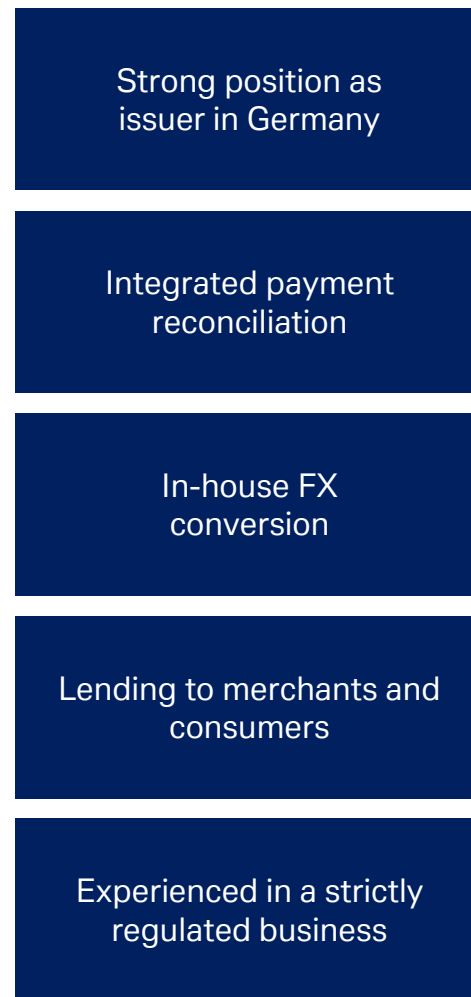 Strong position as
issuer in Germany
Integrated payment
reconciliation
In-house FX
conversion
Lending to merchants and
consumers
Experienced in a strictly
regulated business